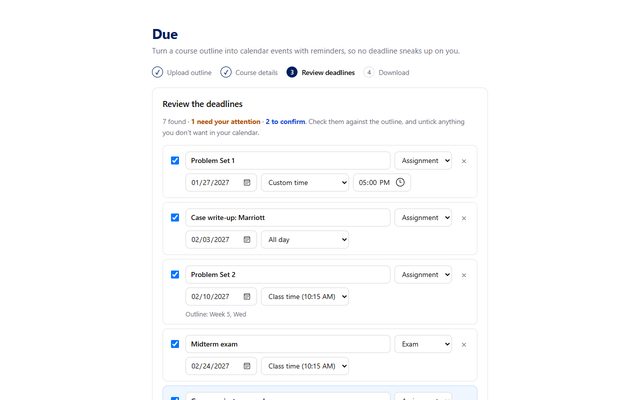 Due
Turn a course outline into calendar events with reminders, so no deadline sneaks up on you.
Upload outline
Course details
3 Review deadlines
4 Download
Review the deadlines
7 found · 1 need your attention · 2 to confirm. Check them against the outline, and untick anything
you don't want in your calendar.
Problem Set 1 Assignment ×
01/27/2027 Custom time 05:00 PM
Case write-up: Marriott Assignment ×
02/03/2027 All day
Problem Set 2 Assignment ×
02/10/2027 Class time (10:15 AM)
Outline: Week 5, Wed
Midterm exam Exam ×
02/24/2027 Class time (10:15 AM)